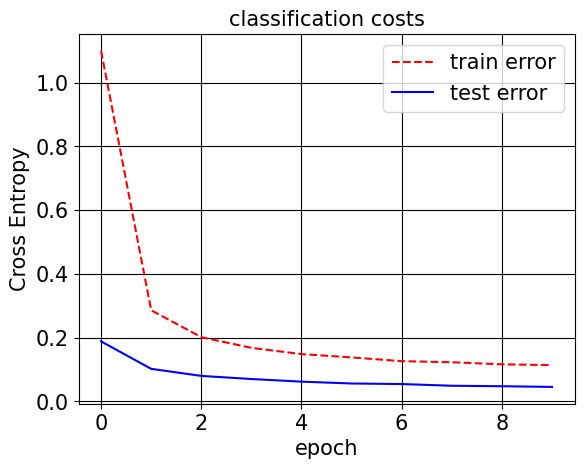 classification costs
train error
test error
Cross Entropy
1.0
0.8
0.6
0.4
0.2
0.0
0 2 4 6 8
epoch